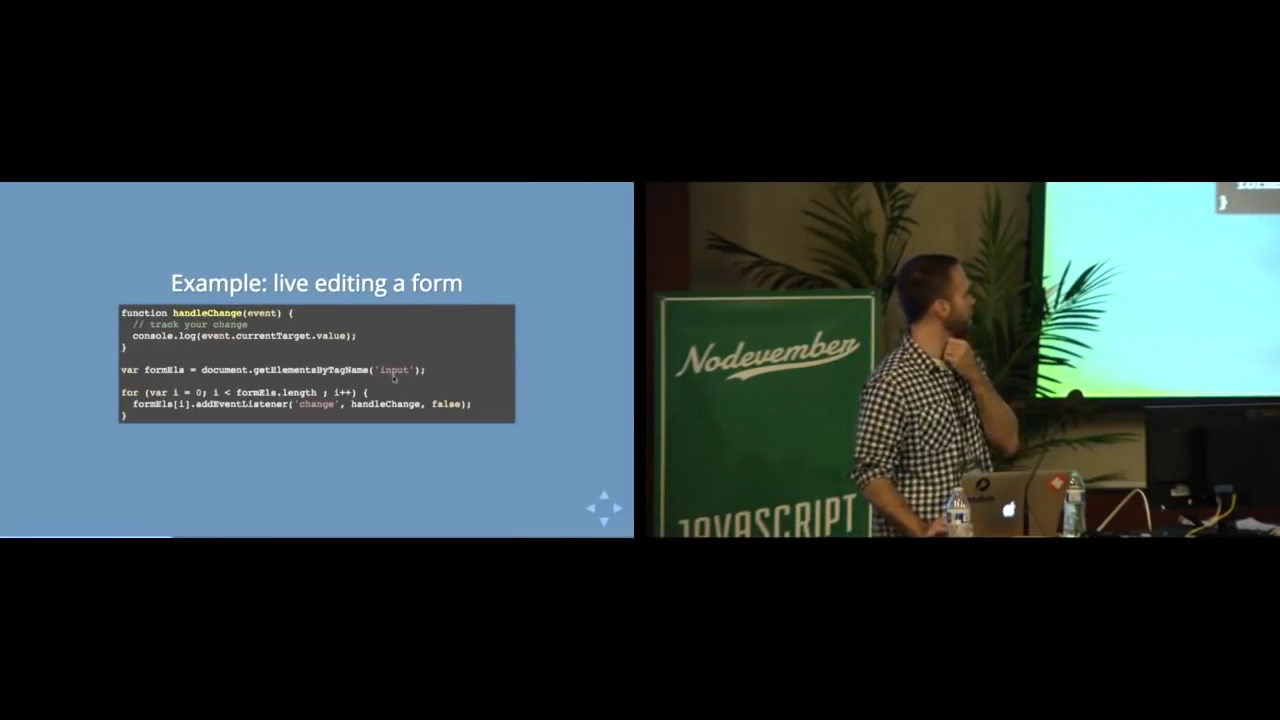 Example: live editing a form
function handleChange(event) {
// track your change
console.log(event.currentTarget.value);
}
var formEls = document.getElementsByTagName('input');
for (var i = 0; i < formEls.length ; i++) {
formEls[i].addEventListener('change', handleChange, false);
}
Nodevember
JAVASCRIPT
}